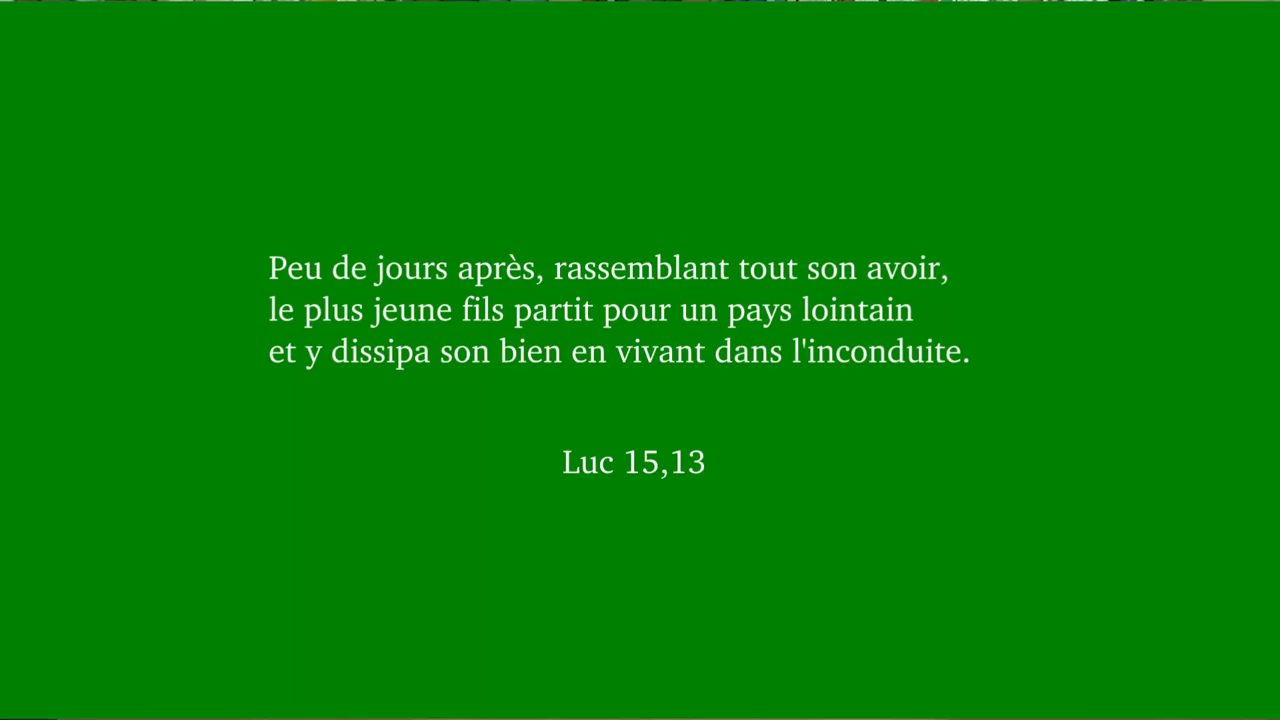 Peu de jours après, rassemblant tout son avoir,
le plus jeune fils partit pour un pays lointain
et y dissipa son bien en vivant dans l'inconduite.
Luc 15,13